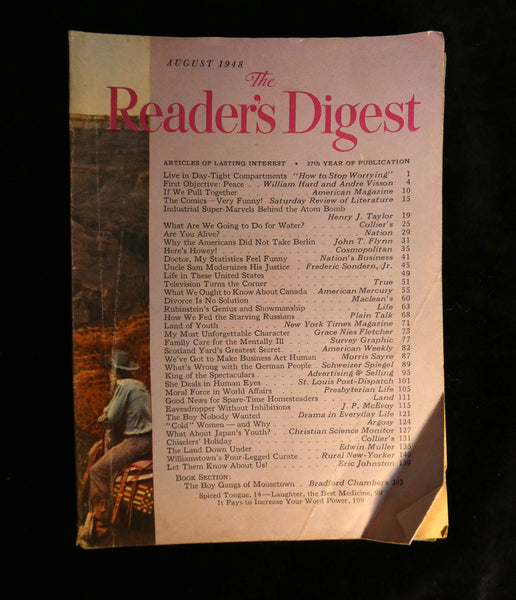 AUGUST 1948
The
Reader's Digest
ARTICLES OF LASTING INTEREST • 27th YEAR OF PUBLICATION
Live in Day-Tight Compartments "How to Stop Worrying" 1
First Objective: Peace . . William Hard and Andre Visson 4
If We Pull Together . . . . American Magazine 10
The Comics—Very Funny! Saturday Review of Literature 15
Industrial Super-Marvels Behind the Atom Bomb
Henry J. Taylor 19
What Are We Going to Do for Water? . Collier's 25
Are You Alive? . . . . . Nation 29
Why the Americans Did Not Take Berlin . John T. Flynn 31
Here's Howey! . . . . . Cosmopolitan 35
Doctor, My Statistics Feel Funny . Nation's Business 41
Uncle Sam Modernizes His Justice . Frederic Sondern, Jr. 45
Life in These United States . . . . 49
Television Turns the Corner . . . True 51
What We Ought to Know About Canada . American Mercury 55
Divorce Is No Solution . . . Maclean's 60
Rubinstein's Genius and Showmanship . . Life 63
How We Fed the Starving Russians . Plain Talk 68
Land of Youth . . New York Times Magazine 71
My Most Unforgettable Character . Grace Nies Fletcher 73
Family Care for the Mentally Ill . Survey Graphic 77
Scotland Yard's Greatest Secret . American Weekly 82
We've Got to Make Business Act Human . Morris Sayre 87
What's Wrong with the German People . Schweizer Spiegel 89
King of the Spectaculars . Advertising & Selling 95
She Deals in Human Eyes . St. Louis Post-Dispatch 101
Moral Force in World Affairs . Presbyterian Life 105
Good News for Spare-Time Homesteaders . Land 111
Eavesdropper Without Inhibitions . J. P. McEvoy 115
The Boy Nobody Wanted . Drama in Everyday Life 121
"Cold" Women — and Why . . . Argosy 124
What About Japan's Youth? . Christian Science Monitor 127
Chiselers' Holiday . . . . Collier's 131
The Land Down Under . . . Edwin Muller 135
Williamstown's Four-Legged Curate . Rural New-Yorker 140
Let Them Know About Us! . . Eric Johnston 159
BOOK SECTION:
The Boy Gangs of Mousetown . Bradford Chambers 143
Spiced Tongue, 14—Laughter, the Best Medicine, 99
It Pays to Increase Your Word Power, 109